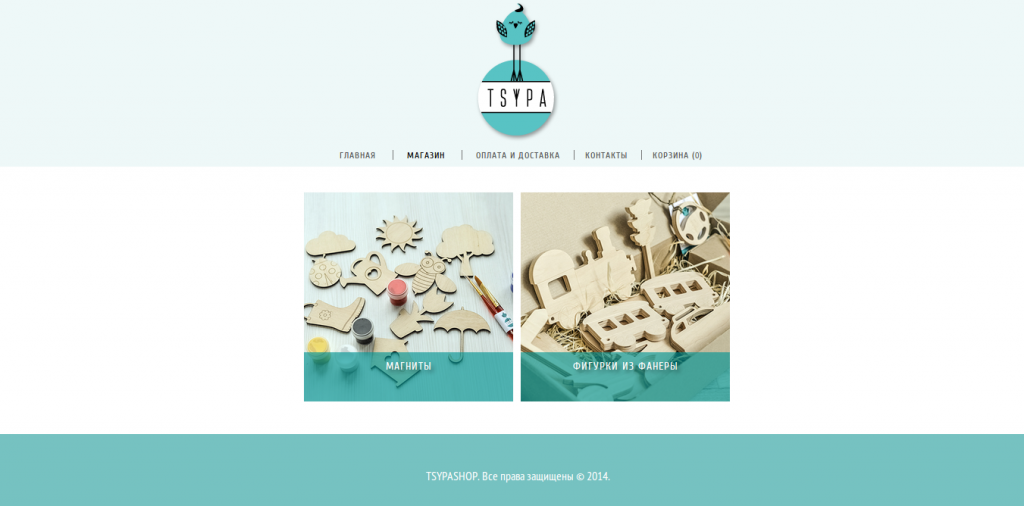 TSYPA
ГЛАВНАЯ МАГАЗИН ОПЛАТА И ДОСТАВКА КОНТАКТЫ КОРЗИНА (0)
МАГНИТЫ ФИГУРКИ ИЗ ФАНЕРЫ
TSYPASHOP. Все права защищены © 2014.